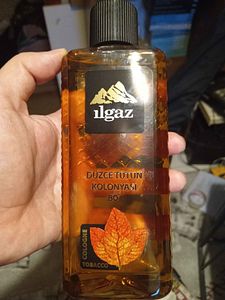 ılgaz
DÜZCE TÜTÜN
KOLONYASI
80°
COLOGNE
TOBACCO